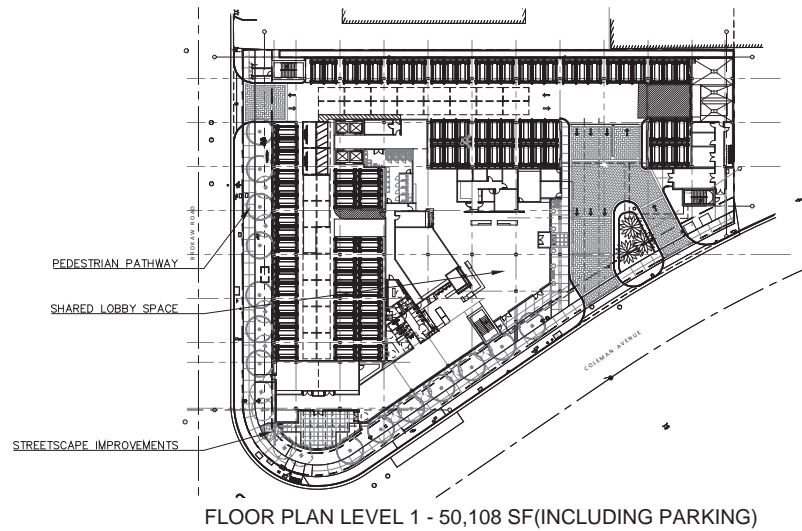 BROKAW ROAD
PEDESTRIAN PATHWAY
SHARED LOBBY SPACE
COLEMAN AVENUE
STREETSCAPE IMPROVEMENTS
FLOOR PLAN LEVEL 1 - 50,108 SF(INCLUDING PARKING)